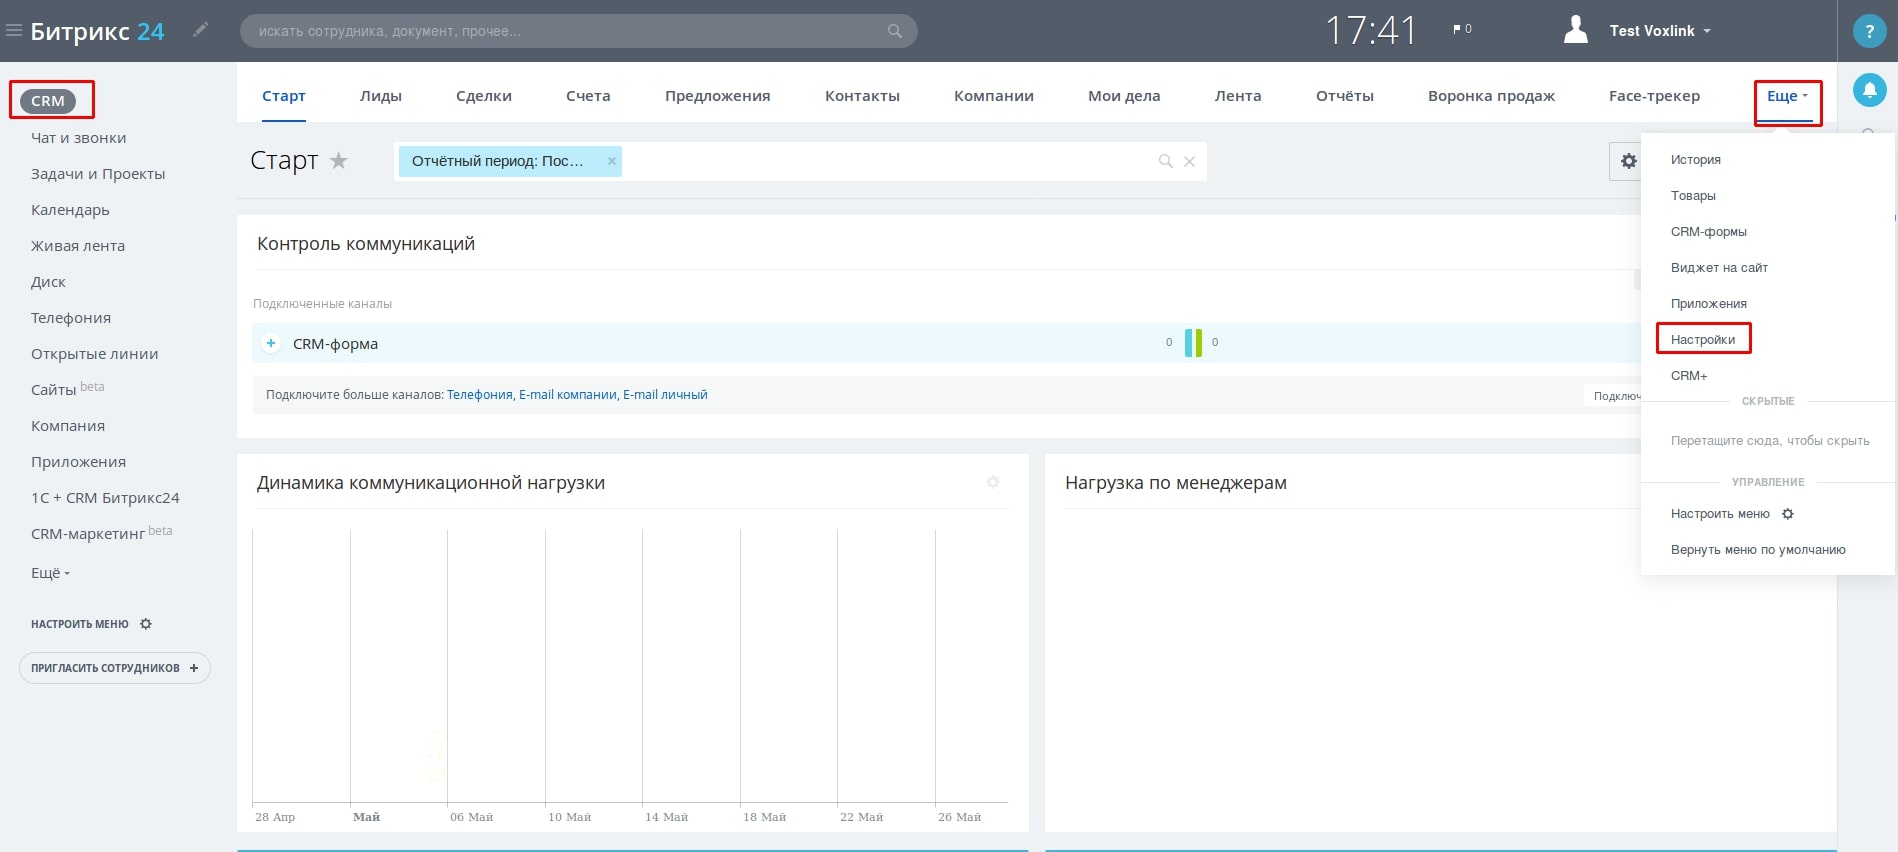 Битрикс 24
искать сотрудника, документ, прочее...
17:41
0
Test Voxlink
?
CRM
Чат и звонки
Задачи и Проекты
Календарь
Живая лента
Диск
Телефония
Открытые линии
Сайты beta
Компания
Приложения
1С + CRM Битрикс24
CRM-маркетинг beta
Ещё
НАСТРОИТЬ МЕНЮ
ПРИГЛАСИТЬ СОТРУДНИКОВ +
Старт Лиды Сделки Счета Предложения Контакты Компании Мои дела Лента Отчёты Воронка продаж Face-трекер Еще
Старт
Отчётный период: Пос... ×
Контроль коммуникаций
Подключенные каналы
+ CRM-форма 0 0
Подключите больше каналов: Телефония, E-mail компании, E-mail личный
Подключ
Динамика коммуникационной нагрузки
28 Апр Май 06 Май 10 Май 14 Май 18 Май 22 Май 26 Май
Нагрузка по менеджерам
История
Товары
CRM-формы
Виджет на сайт
Приложения
Настройки
CRM+
СКРЫТЫЕ
Перетащите сюда, чтобы скрыть
УПРАВЛЕНИЕ
Настроить меню
Вернуть меню по умолчанию